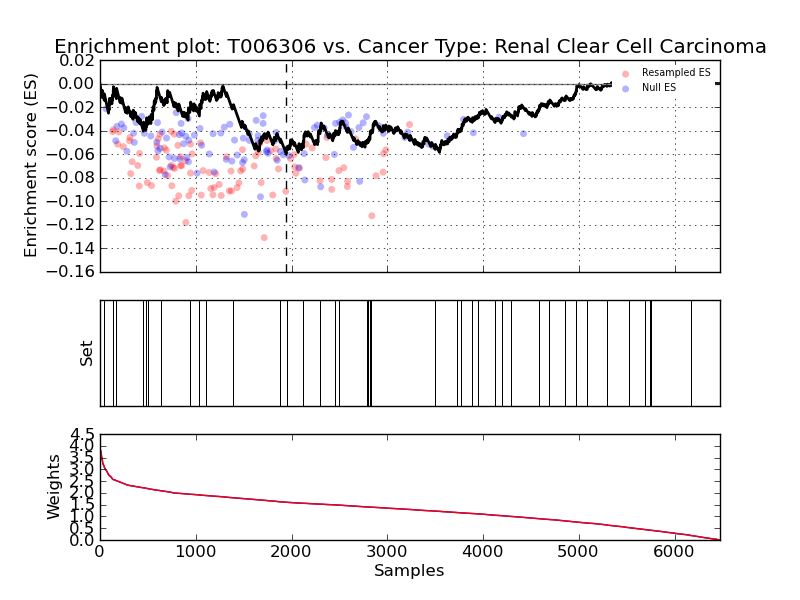 Enrichment plot: T006306 vs. Cancer Type: Renal Clear Cell Carcinoma
Enrichment score (ES)
0.02
0.00
−0.02
−0.04
−0.06
−0.08
−0.10
−0.12
−0.14
−0.16
Resampled ES
Null ES
Set
Weights
4.5
4.0
3.5
3.0
2.5
2.0
1.5
1.0
0.5
0.0
0 1000 2000 3000 4000 5000 6000
Samples